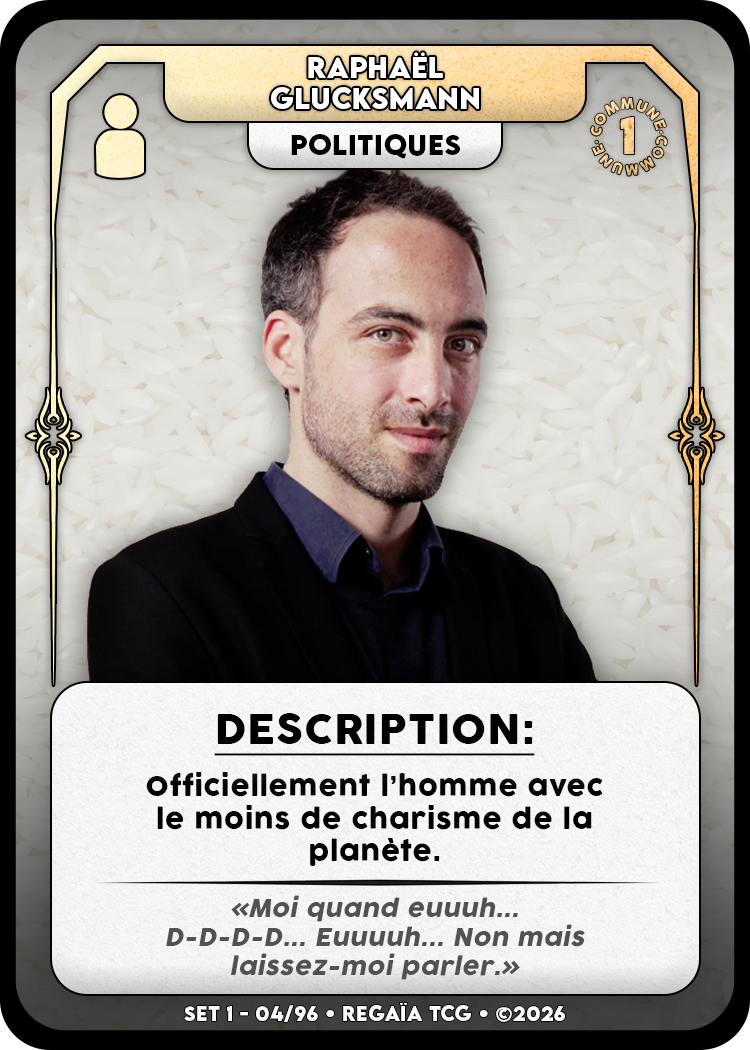 RAPHAËL
GLUCKSMANN
POLITIQUES
COMMUNE·COMMUNE·
1
DESCRIPTION:
Officiellement l'homme avec
le moins de charisme de la
planète.
«Moi quand euuuh...
D-D-D-D... Euuuuh... Non mais
laissez-moi parler.»
SET 1 - 04/96 • REGAÏA TCG • ©2026